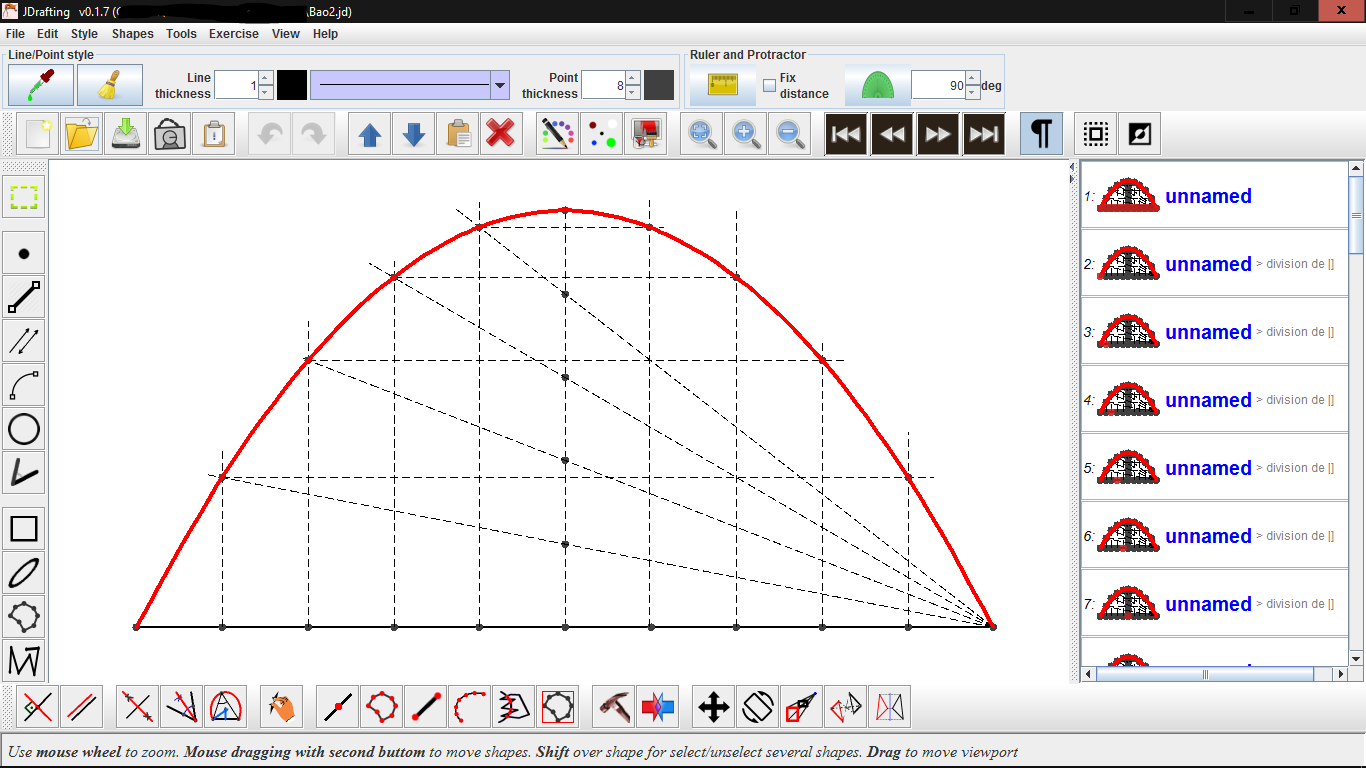 JDrafting v0.1.7 (C \Bao2.jd)
File Edit Style Shapes Tools Exercise View Help
Line/Point style
Ruler and Protractor
Line thickness 1
Point thickness 8
Fix distance
90 deg
1: unnamed
2: unnamed > division de []
3: unnamed > division de []
4: unnamed > division de []
5: unnamed > division de []
6: unnamed > division de []
7: unnamed > division de []
Use mouse wheel to zoom. Mouse dragging with second buttom to move shapes. Shift over shape for select/unselect several shapes. Drag to move viewport